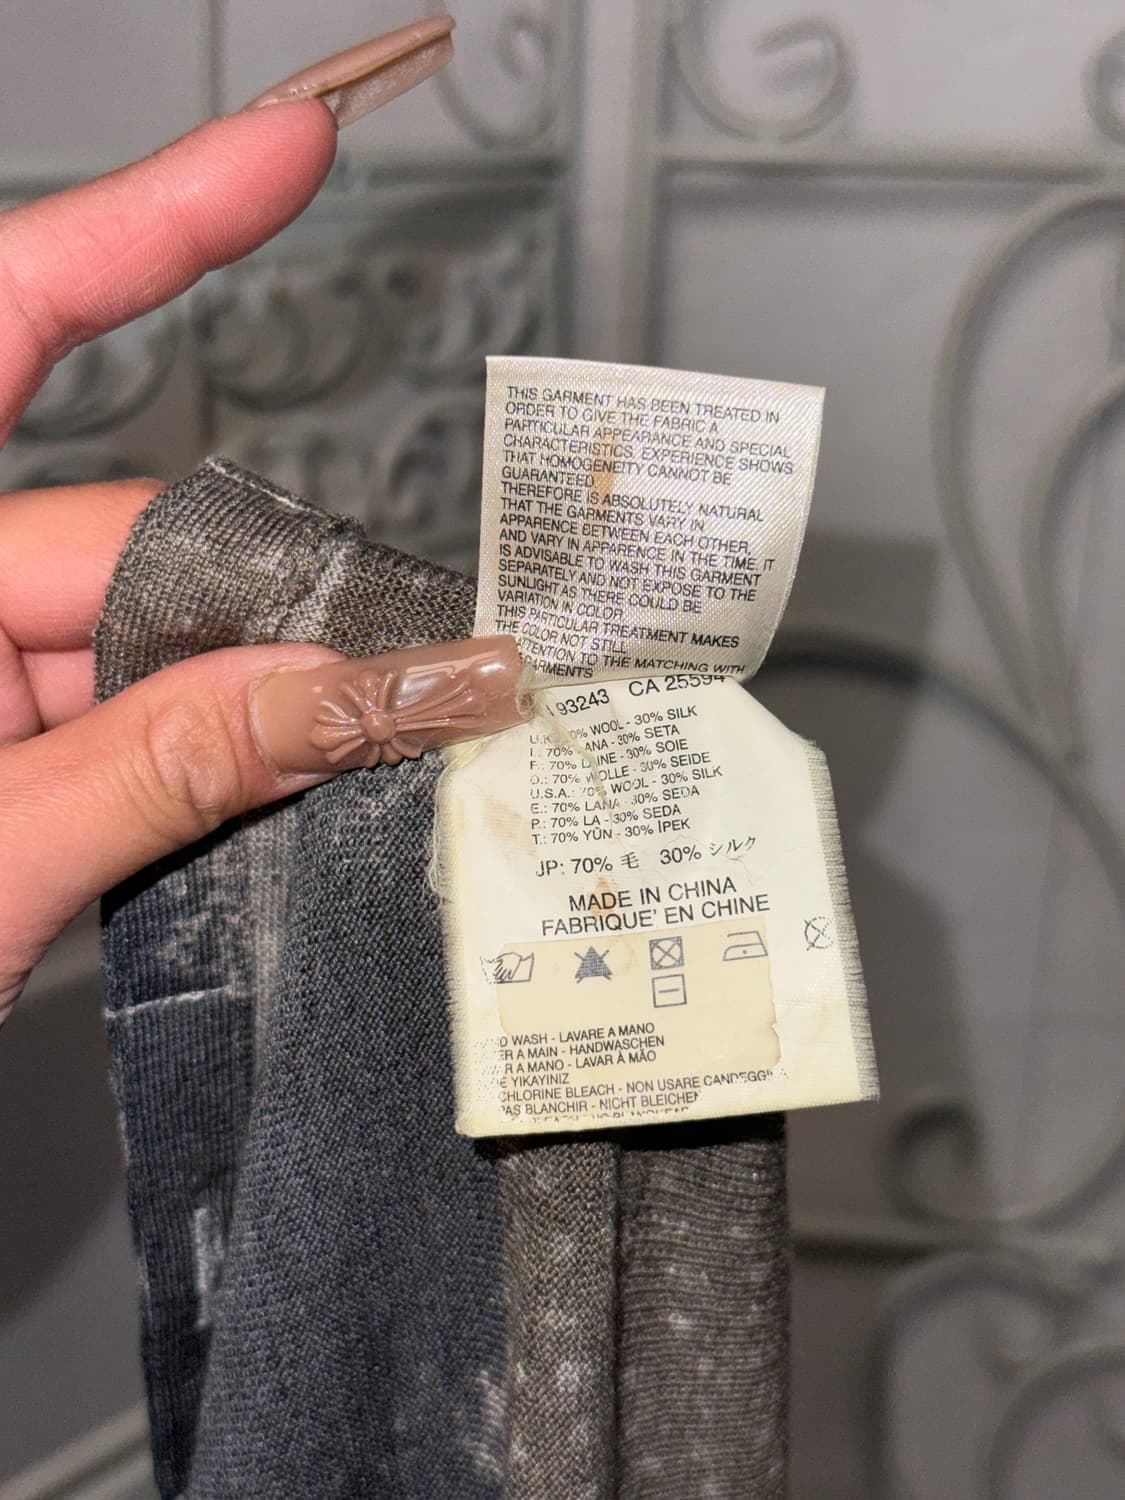 THIS GARMENT HAS BEEN TREATED IN
ORDER TO GIVE THE FABRIC A
PARTICULAR APPEARANCE AND SPECIAL
CHARACTERISTICS. EXPERIENCE SHOWS
THAT HOMOGENEITY CANNOT BE
GUARANTEED
THEREFORE IS ABSOLUTELY NATURAL
THAT THE GARMENTS VARY IN
APPARENCE BETWEEN EACH OTHER,
AND VARY IN APPARENCE IN THE TIME. IT
IS ADVISABLE TO WASH THIS GARMENT
SEPARATELY AND NOT EXPOSE TO THE
SUNLIGHT AS THERE COULD BE
VARIATION IN COLOR
THIS PARTICULAR TREATMENT MAKES
THE COLOR NOT STILL
ATTENTION TO THE MATCHING WITH
GARMENTS
93243 CA 25594
WOOL - 30% SILK
I.: 70% LANA - 30% SETA
F.: 70% LAINE - 30% SOIE
D.: 70% WOLLE - 30% SEIDE
U.S.A.: 70% WOOL - 30% SILK
E.: 70% LANA - 30% SEDA
P.: 70% LA - 30% SEDA
T.: 70% YÜN - 30% İPEK
JP: 70% 毛 30% シルク
MADE IN CHINA
FABRIQUE' EN CHINE
WASH - LAVARE A MANO
A MAIN - HANDWASCHEN
A MANO - LAVAR À MÃO
YIKAYINIZ
CHLORINE BLEACH - NON USARE
PAS BLANCHIR - NICHT BLEICHEN